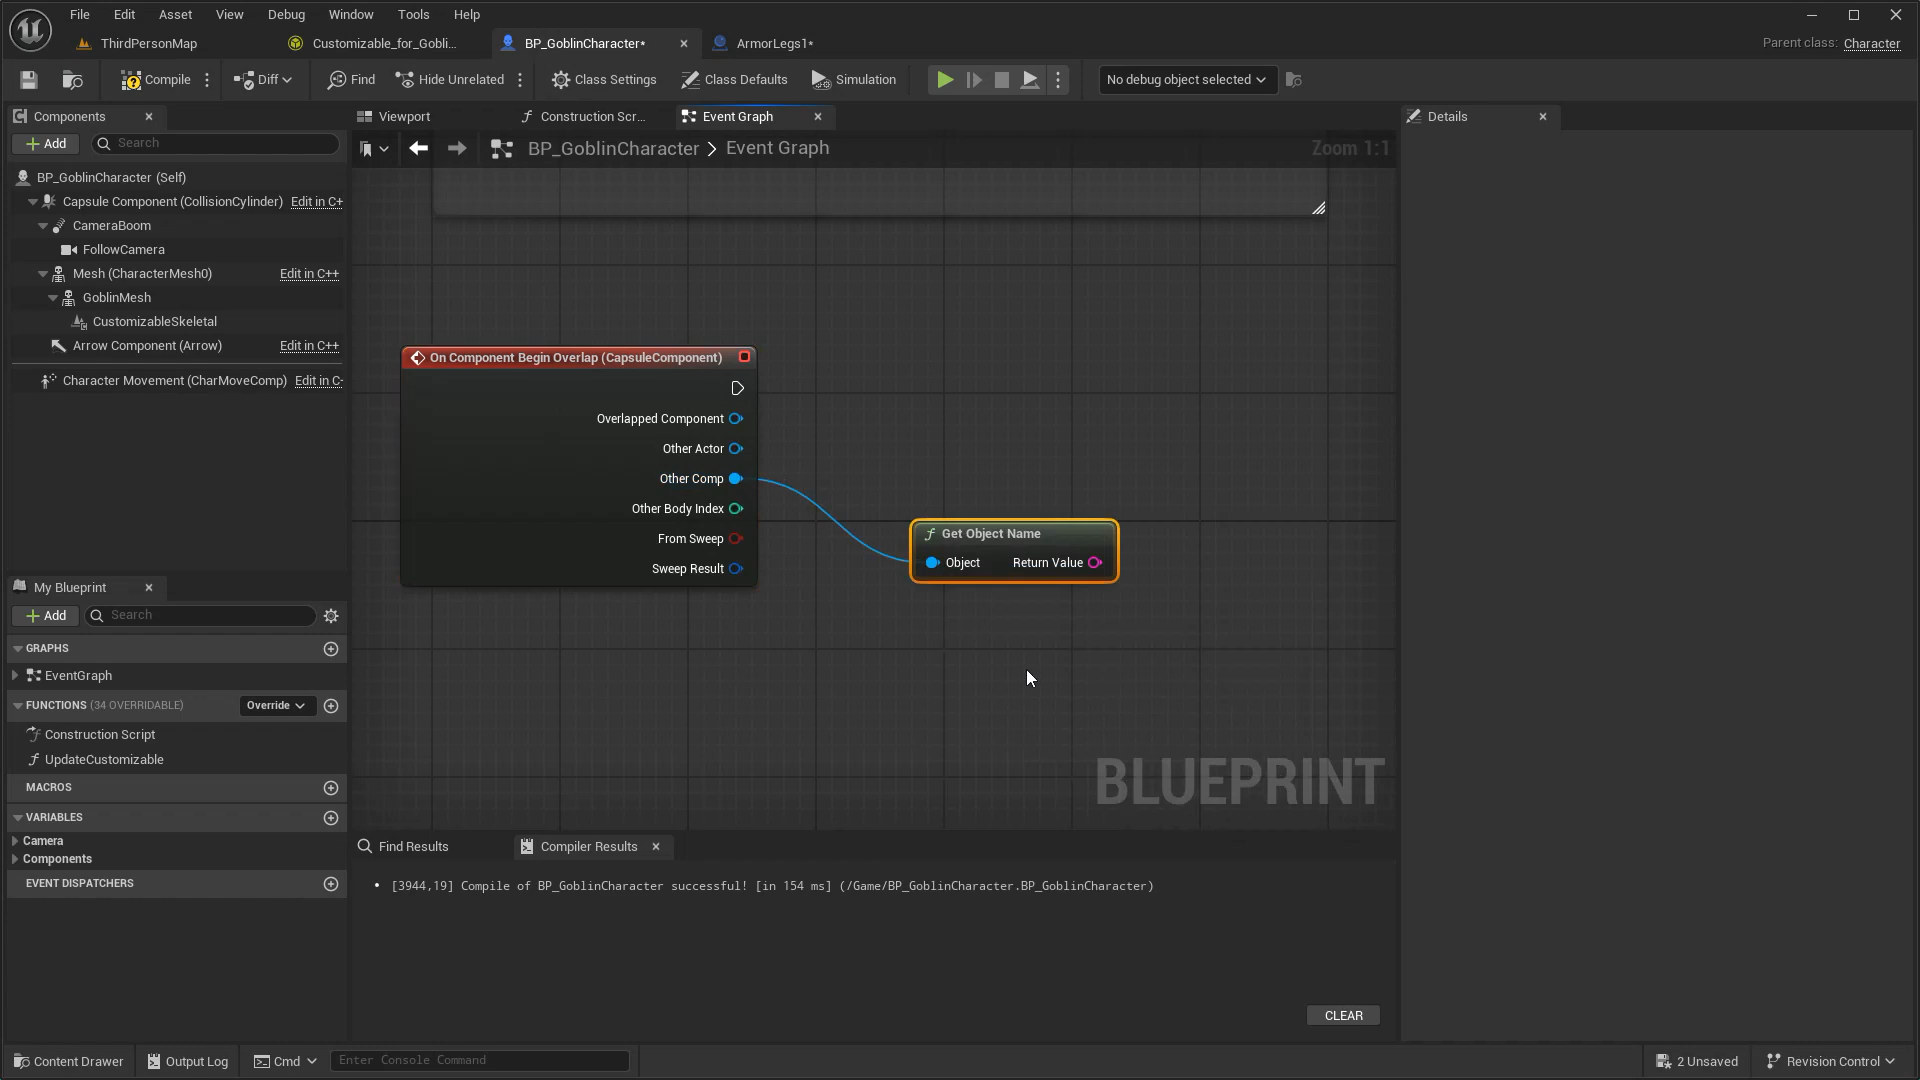 File Edit Asset View Debug Window Tools Help
ThirdPersonMap Customizable_for_Gobli... BP_GoblinCharacter* ArmorLegs1* Parent class: Character
Compile Diff Find Hide Unrelated Class Settings Class Defaults Simulation No debug object selected
Components Viewport Construction Scr... Event Graph Details
Add Search
BP_GoblinCharacter > Event Graph Zoom 1:1
BP_GoblinCharacter (Self)
Capsule Component (CollisionCylinder) Edit in C+
CameraBoom
FollowCamera
Mesh (CharacterMesh0) Edit in C++
GoblinMesh
CustomizableSkeletal
Arrow Component (Arrow) Edit in C++
Character Movement (CharMoveComp) Edit in C-
On Component Begin Overlap (CapsuleComponent)
Overlapped Component
Other Actor
Other Comp
Other Body Index
From Sweep
Sweep Result
Get Object Name
Object Return Value
BLUEPRINT
My Blueprint
Add Search
GRAPHS
EventGraph
FUNCTIONS (34 OVERRIDABLE) Override
Construction Script
UpdateCustomizable
MACROS
VARIABLES
Camera
Components
EVENT DISPATCHERS
Find Results Compiler Results
[3944,19] Compile of BP_GoblinCharacter successful! [in 154 ms] (/Game/BP_GoblinCharacter.BP_GoblinCharacter)
CLEAR
Content Drawer Output Log Cmd Enter Console Command 2 Unsaved Revision Control